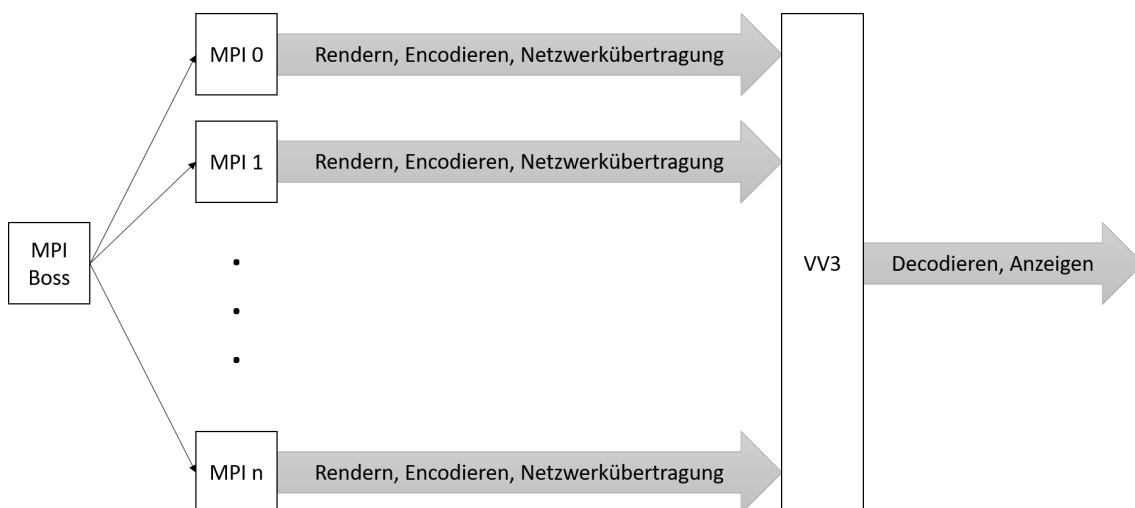 MPI 0
Rendern, Encodieren, Netzwerkübertragung
MPI 1
Rendern, Encodieren, Netzwerkübertragung
MPI
Boss
VV3
Decodieren, Anzeigen
MPI n
Rendern, Encodieren, Netzwerkübertragung